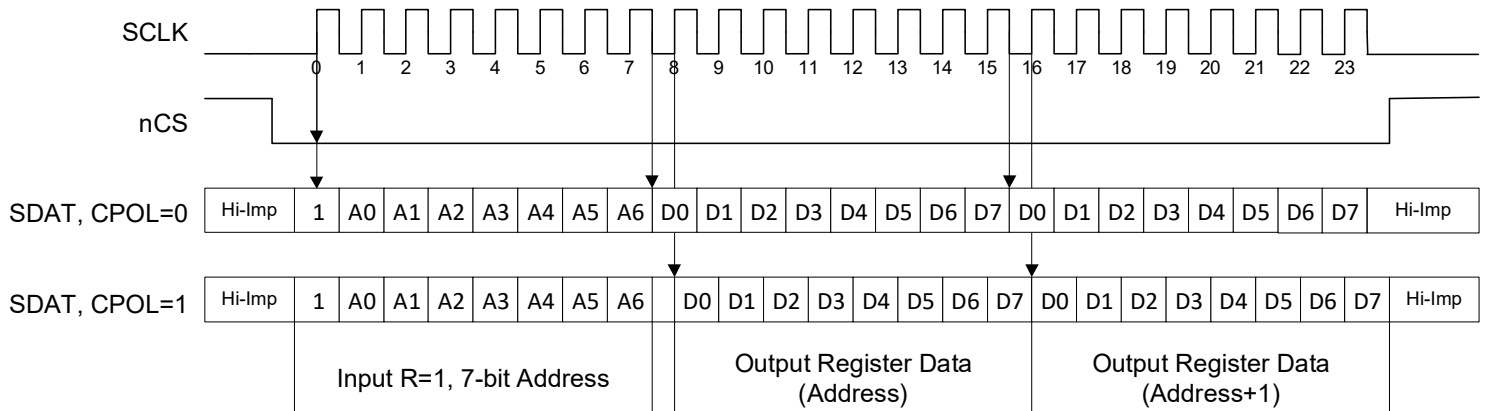 SCLK
0 1 2 3 4 5 6 7 8 9 10 11 12 13 14 15 16 17 18 19 20 21 22 23
nCS
SDAT, CPOL=0 Hi-Imp 1 A0 A1 A2 A3 A4 A5 A6 D0 D1 D2 D3 D4 D5 D6 D7 D0 D1 D2 D3 D4 D5 D6 D7 Hi-Imp
SDAT, CPOL=1 Hi-Imp 1 A0 A1 A2 A3 A4 A5 A6 D0 D1 D2 D3 D4 D5 D6 D7 D0 D1 D2 D3 D4 D5 D6 D7 Hi-Imp
Input R=1, 7-bit Address
Output Register Data
(Address)
Output Register Data
(Address+1)